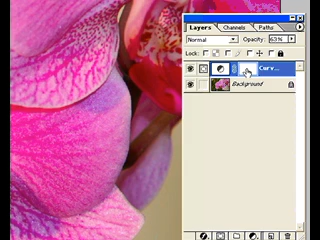 Layers Channels Paths
Normal Opacity: 63%
Lock:
Curv...
Background